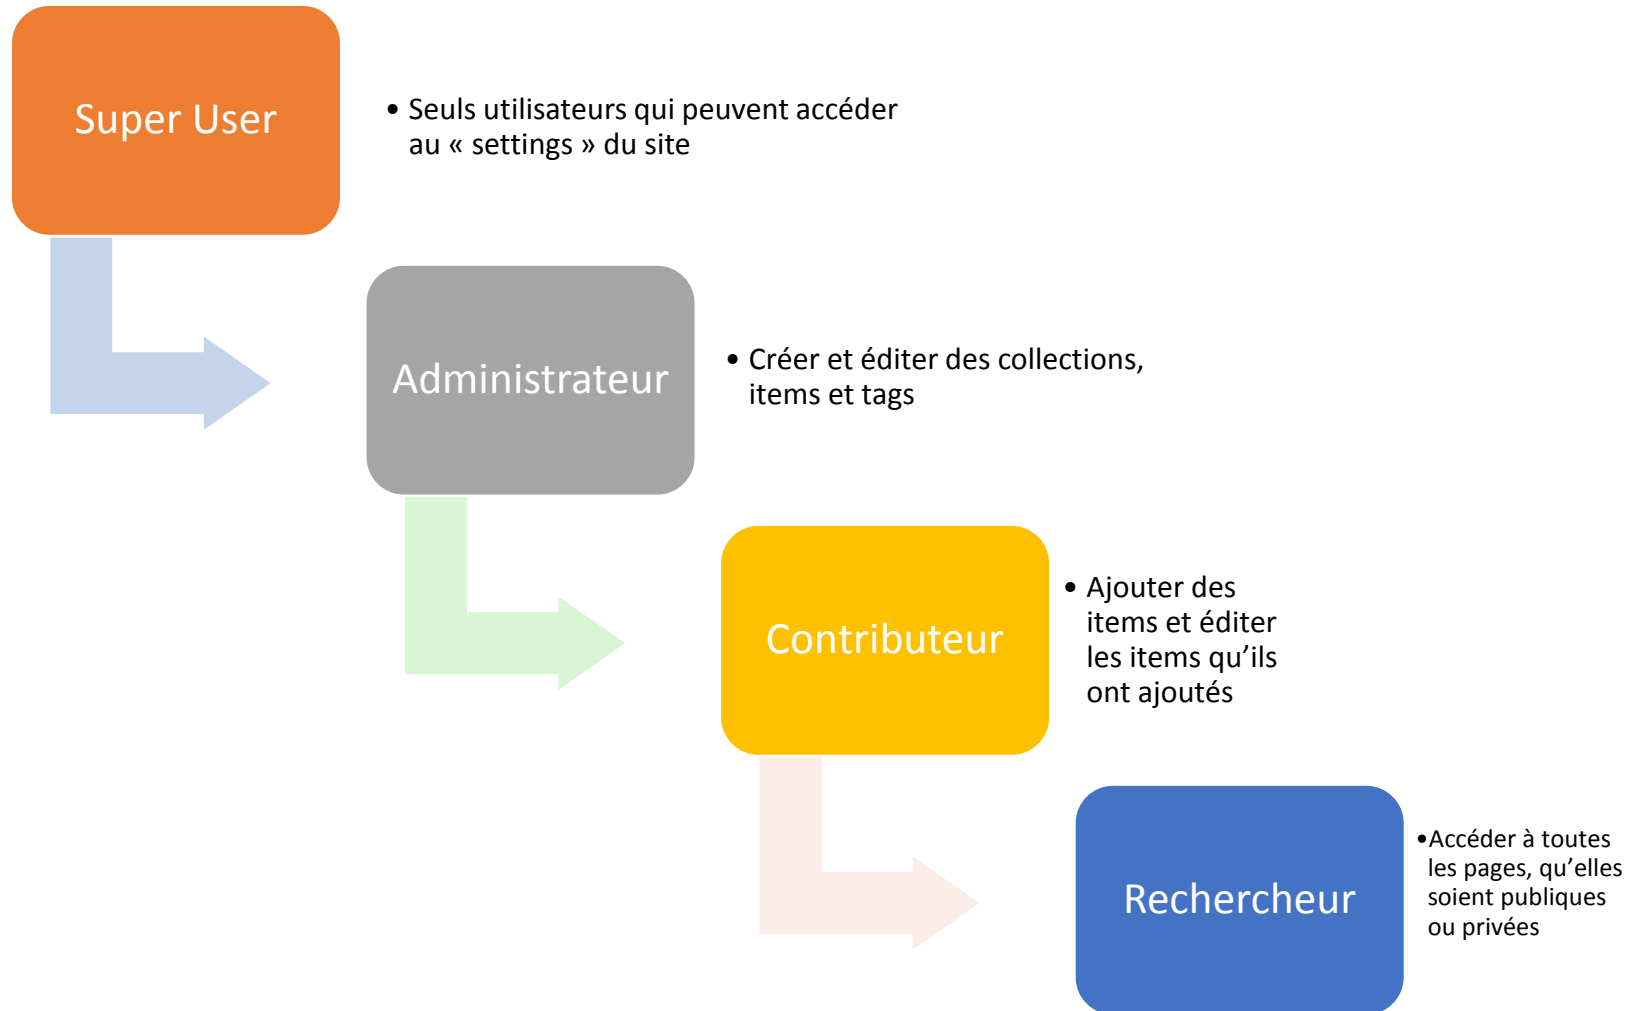 Super User
• Seuls utilisateurs qui peuvent accéder
au « settings » du site
Administrateur
• Créer et éditer des collections,
items et tags
Contributeur
• Ajouter des
items et éditer
les items qu’ils
ont ajoutés
Rechercheur
•Accéder à toutes
les pages, qu’elles
soient publiques
ou privées